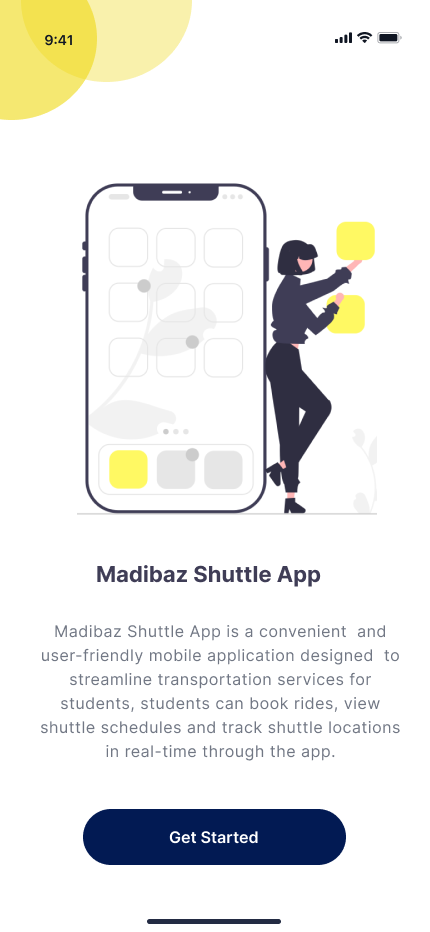 9:41
Madibaz Shuttle App
Madibaz Shuttle App is a convenient  and
user-friendly mobile application designed  to
streamline transportation services for
students, students can book rides, view
shuttle schedules and track shuttle locations
in real-time through the app.
Get Started